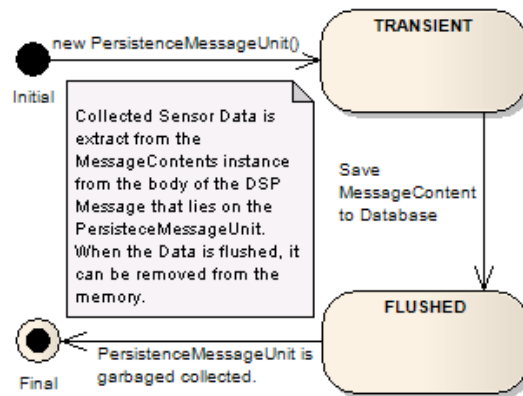 TRANSIENT
new PersistenceMessageUnit()
Initial
Collected Sensor Data is
extract from the
MessageContents instance
from the body of the DSP
Message that lies on the
PersisteceMessageUnit.
When the Data is flushed, it
can be removed from the
memory.
Save
MessageContent
to Database
FLUSHED
PersistenceMessageUnit is
garbaged collected.
Final